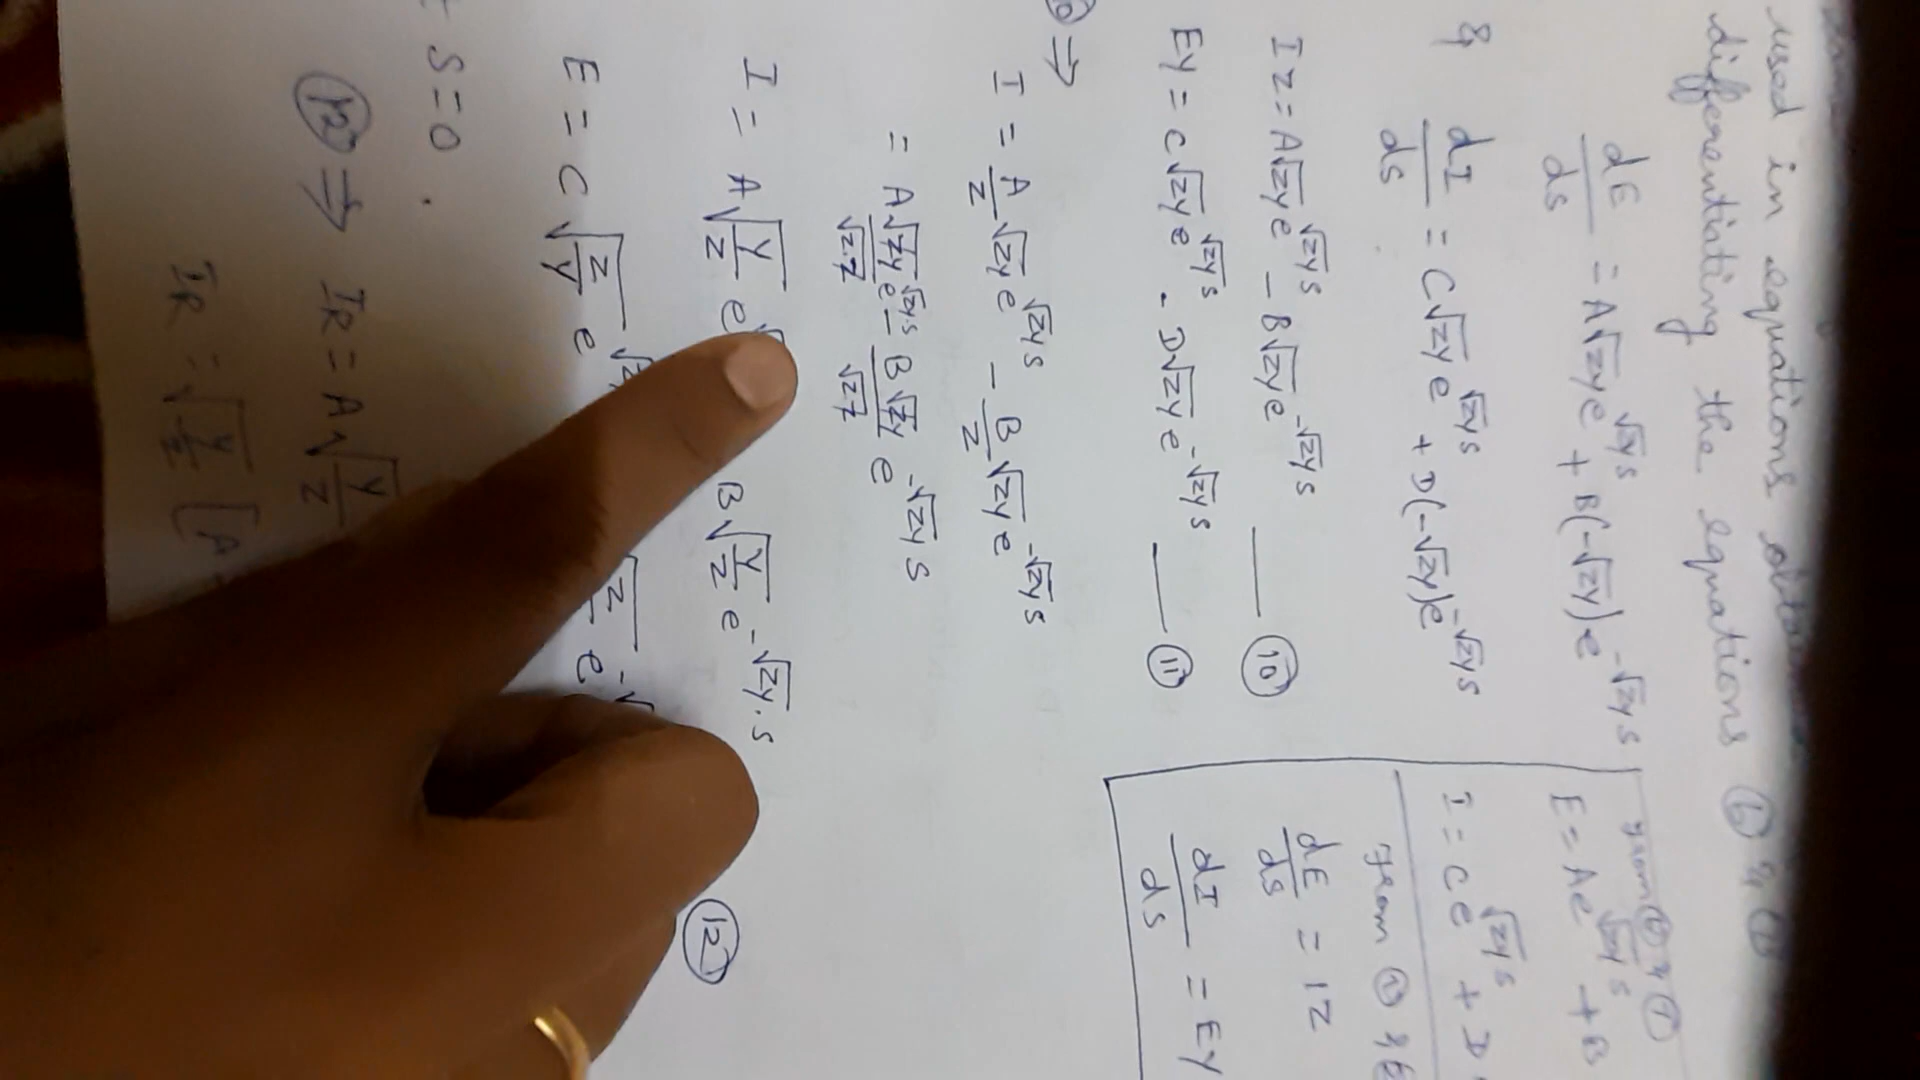 used in equations
differentiating the equations (6) &
dE/ds = A√zy e^√zy s + B(-√zy) e^-√zy s
& dI/ds = C√zy e^√zy s + D(-√zy) e^-√zy s
Iz = A√zy e^√zy s - B√zy e^-√zy s — (10)
Ey = C√zy e^√zy s - D√zy e^-√zy s — (11)
⇒
I = A/z √zy e^√zy s - B/z √zy e^-√zy s
= A√zy/√z.z e^√zy.s - B√zy/√z.z e^-√zy s
I = A√y/z e B√y/z e^-√zy.s (12)
E = C√z/y e √z e
S=0.
(12) ⇒ IR = A√y/z
IR = √y/z [A
E = Ae^√zy s + B
I = Ce^√zy s + D
from (1) &
dE/ds = IZ
dI/ds = EY